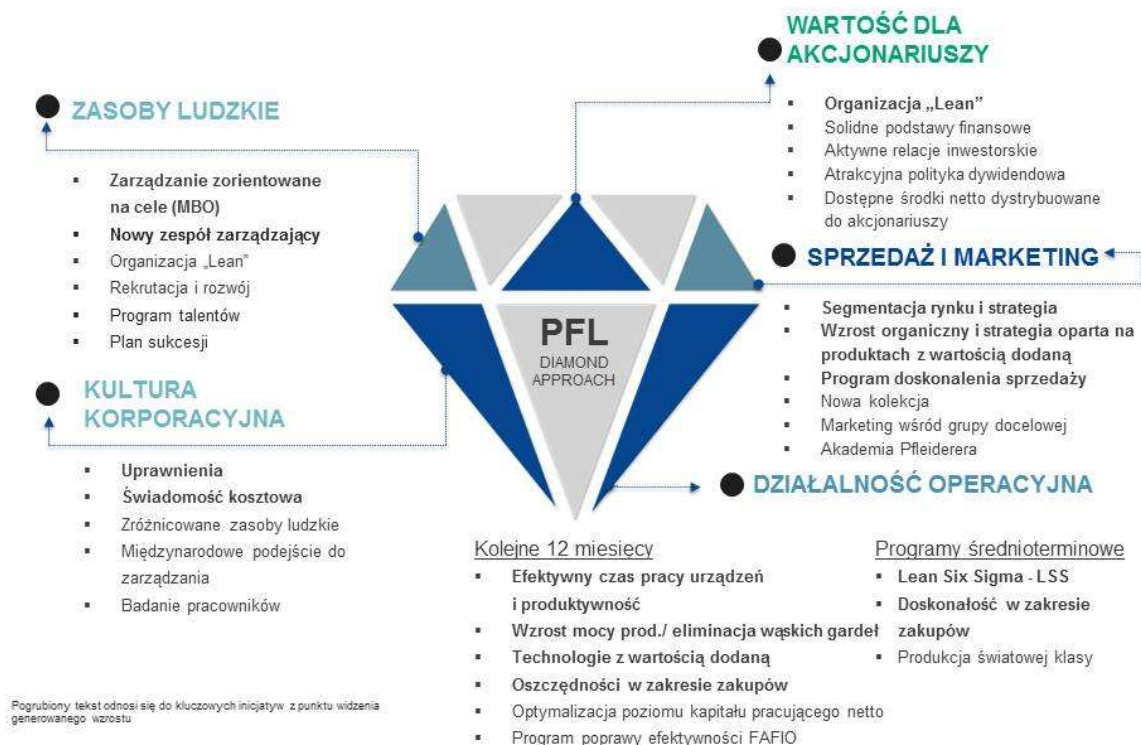 WARTOŚĆ DLA
AKCJONARIUSZY
▪ Organizacja „Lean”
▪ Solidne podstawy finansowe
▪ Aktywne relacje inwestorskie
▪ Atrakcyjna polityka dywidendowa
▪ Dostępne środki netto dystrybuowane
do akcjonariuszy
ZASOBY LUDZKIE
▪ Zarządzanie zorientowane
na cele (MBO)
▪ Nowy zespół zarządzający
▪ Organizacja „Lean”
▪ Rekrutacja i rozwój
▪ Program talentów
▪ Plan sukcesji
SPRZEDAŻ I MARKETING
▪ Segmentacja rynku i strategia
▪ Wzrost organiczny i strategia oparta na
produktach z wartością dodaną
▪ Program doskonalenia sprzedaży
▪ Nowa kolekcja
▪ Marketing wśród grupy docelowej
▪ Akademia Pfleiderera
PFL
DIAMOND
APPROACH
KULTURA
KORPORACYJNA
▪ Uprawnienia
▪ Świadomość kosztowa
▪ Zróżnicowane zasoby ludzkie
▪ Międzynarodowe podejście do
zarządzania
▪ Badanie pracowników
DZIAŁALNOŚĆ OPERACYJNA
Kolejne 12 miesięcy
▪ Efektywny czas pracy urządzeń
i produktywność
▪ Wzrost mocy prod./ eliminacja wąskich gardeł
▪ Technologie z wartością dodaną
▪ Oszczędności w zakresie zakupów
▪ Optymalizacja poziomu kapitału pracującego netto
▪ Program poprawy efektywności FAFIO
Programy średnioterminowe
▪ Lean Six Sigma - LSS
▪ Doskonałość w zakresie
zakupów
▪ Produkcja światowej klasy
Pogrubiony tekst odnosi się do kluczowych inicjatyw z punktu widzenia
generowanego wzrostu